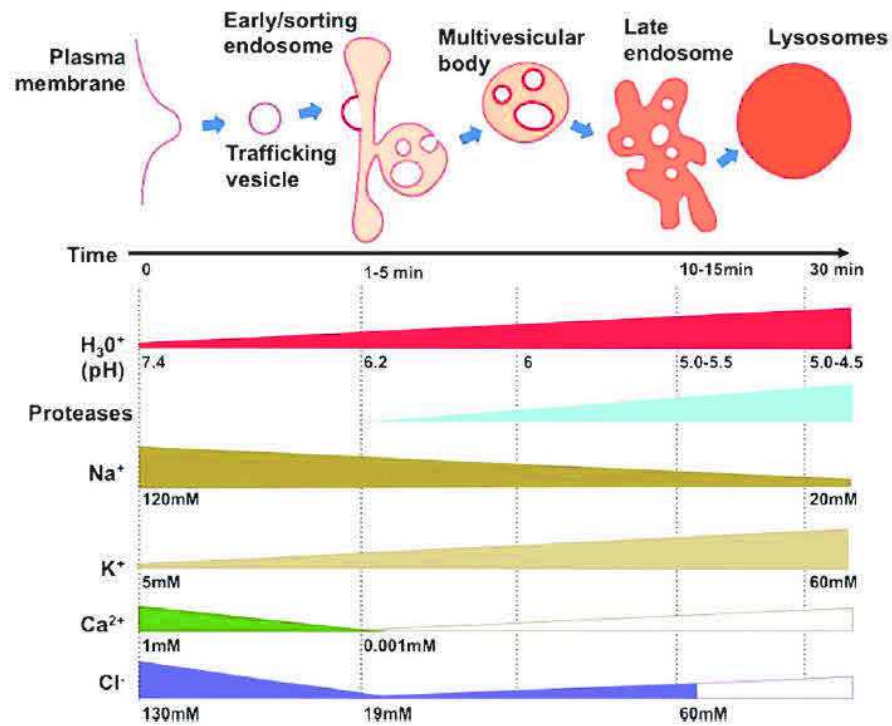 Plasma
membrane
Early/sorting
endosome
Trafficking
vesicle
Multivesicular
body
Late
endosome
Lysosomes
Time
0
1-5 min
10-15min
30 min
H₃0⁺
(pH)
7.4
6.2
6
5.0-5.5
5.0-4.5
Proteases
Na⁺
120mM
20mM
K⁺
5mM
60mM
Ca²⁺
1mM
0.001mM
Cl⁻
130mM
19mM
60mM